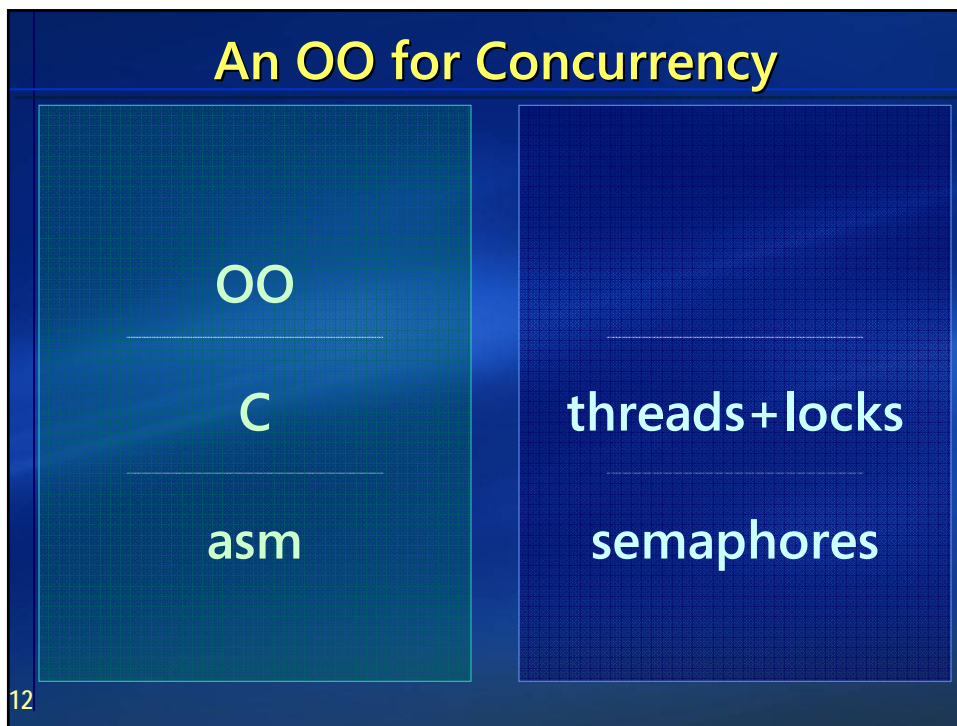 An OO for Concurrency
OO
C
asm
threads+locks
semaphores
12